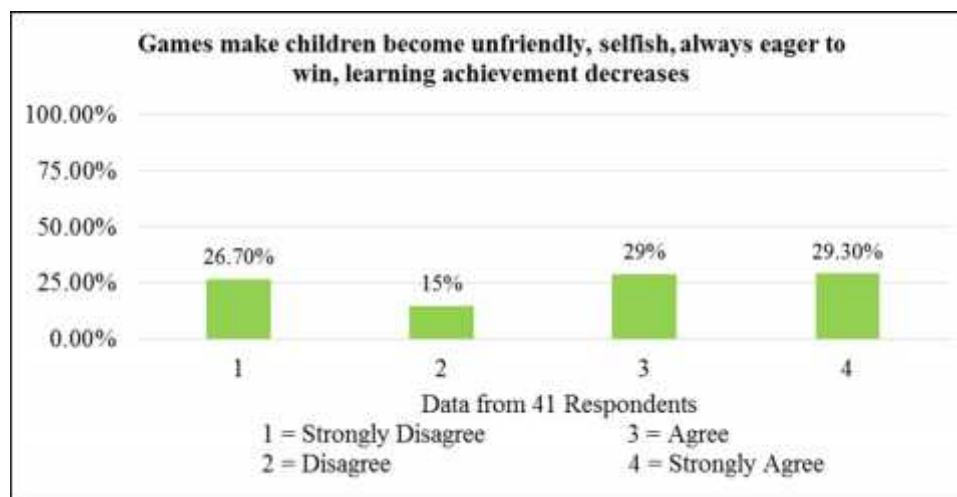 Games make children become unfriendly, selfish, always eager to
win, learning achievement decreases
100.00%
75.00%
50.00%
25.00%
0.00%
26.70%
15%
29%
29.30%
1 2 3 4
Data from 41 Respondents
1 = Strongly Disagree 3 = Agree
2 = Disagree 4 = Strongly Agree